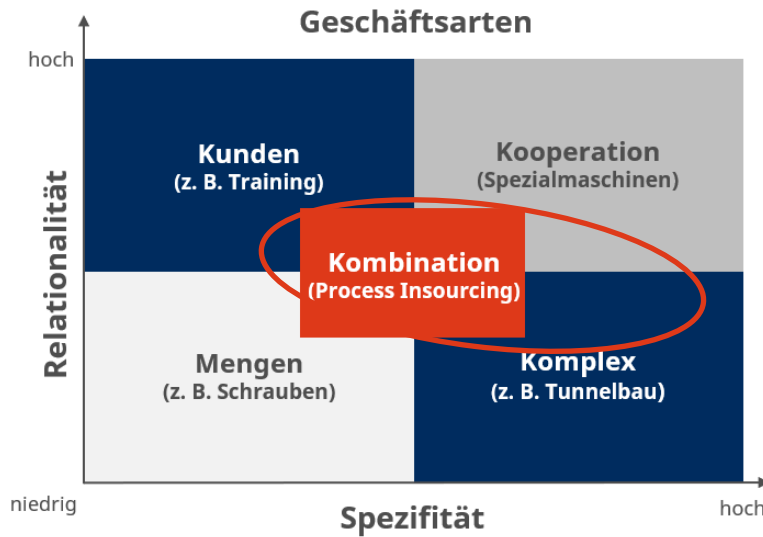 Geschäftsarten
hoch
Kunden
(z. B. Training)
Kooperation
(Spezialmaschinen)
Relationalität
Kombination
(Process Insourcing)
Mengen
(z. B. Schrauben)
Komplex
(z. B. Tunnelbau)
niedrig
Spezifität
hoch